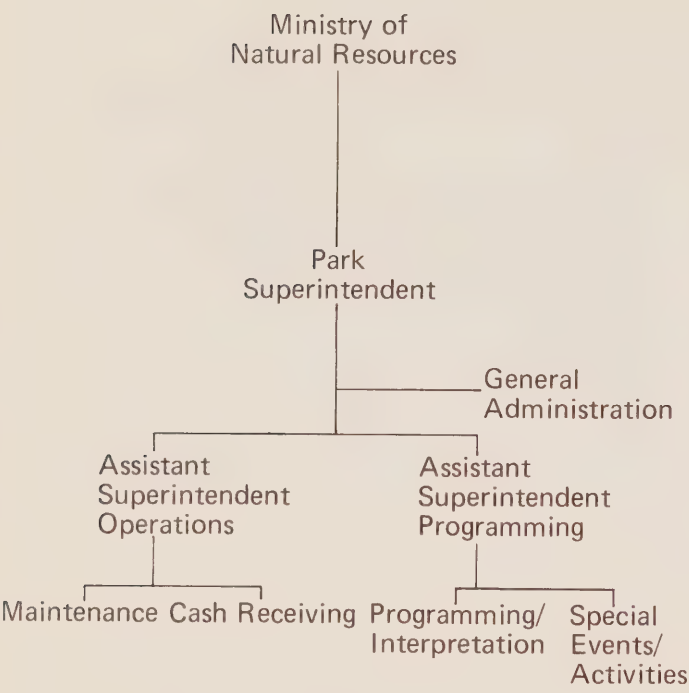 Ministry of
Natural Resources
Park
Superintendent
General
Administration
Assistant
Superintendent
Operations
Assistant
Superintendent
Programming
Maintenance
Cash Receiving
Programming/
Interpretation
Special
Events/
Activities